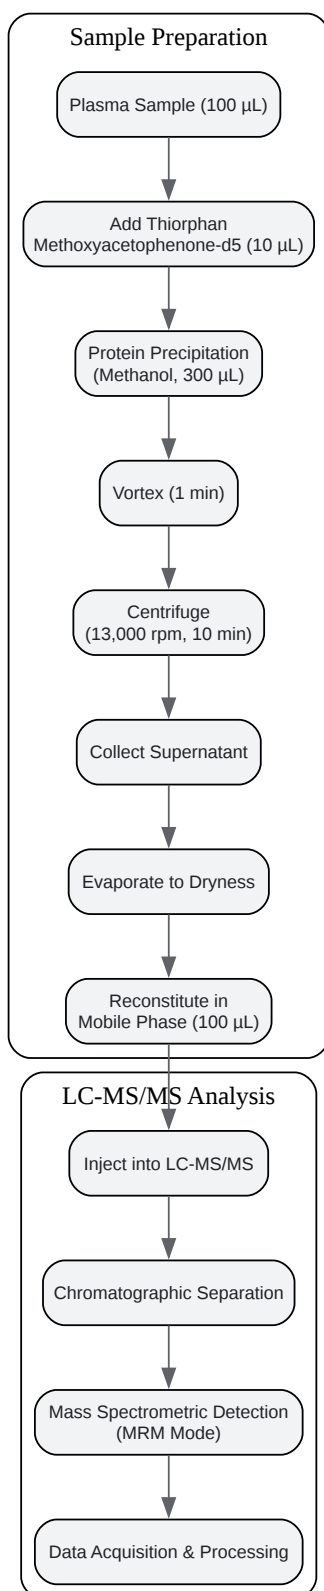 Sample Preparation
Plasma Sample (100 µL)
Add Thiorphan
Methoxyacetophenone-d5 (10 µL)
Protein Precipitation
(Methanol, 300 µL)
Vortex (1 min)
Centrifuge
(13,000 rpm, 10 min)
Collect Supernatant
Evaporate to Dryness
Reconstitute in
Mobile Phase (100 µL)
LC-MS/MS Analysis
Inject into LC-MS/MS
Chromatographic Separation
Mass Spectrometric Detection
(MRM Mode)
Data Acquisition & Processing